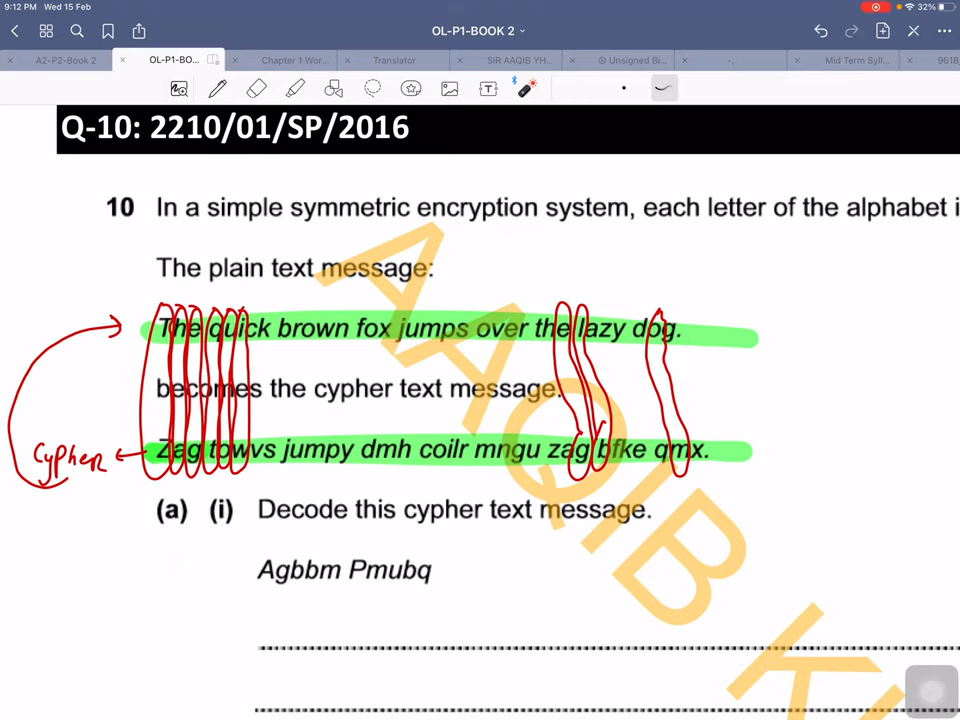 9:12 PM Wed 15 Feb
32%
OL-P1-BOOK 2
A2-P2-Book 2
OL-P1-BO...
Chapter 1 Wor...
Translator
SIR AAQIB YH...
Unsigned Bi...
-,
Mid Term Syll...
9618
Q-10: 2210/01/SP/2016
10 In a simple symmetric encryption system, each letter of the alphabet i
The plain text message:
The quick brown fox jumps over the lazy dog.
becomes the cypher text message.
Cypher
Zag towvs jumpy dmh coilr mngu zag bfke qmx.
(a) (i) Decode this cypher text message.
Agbbm Pmubq
AAQIB K